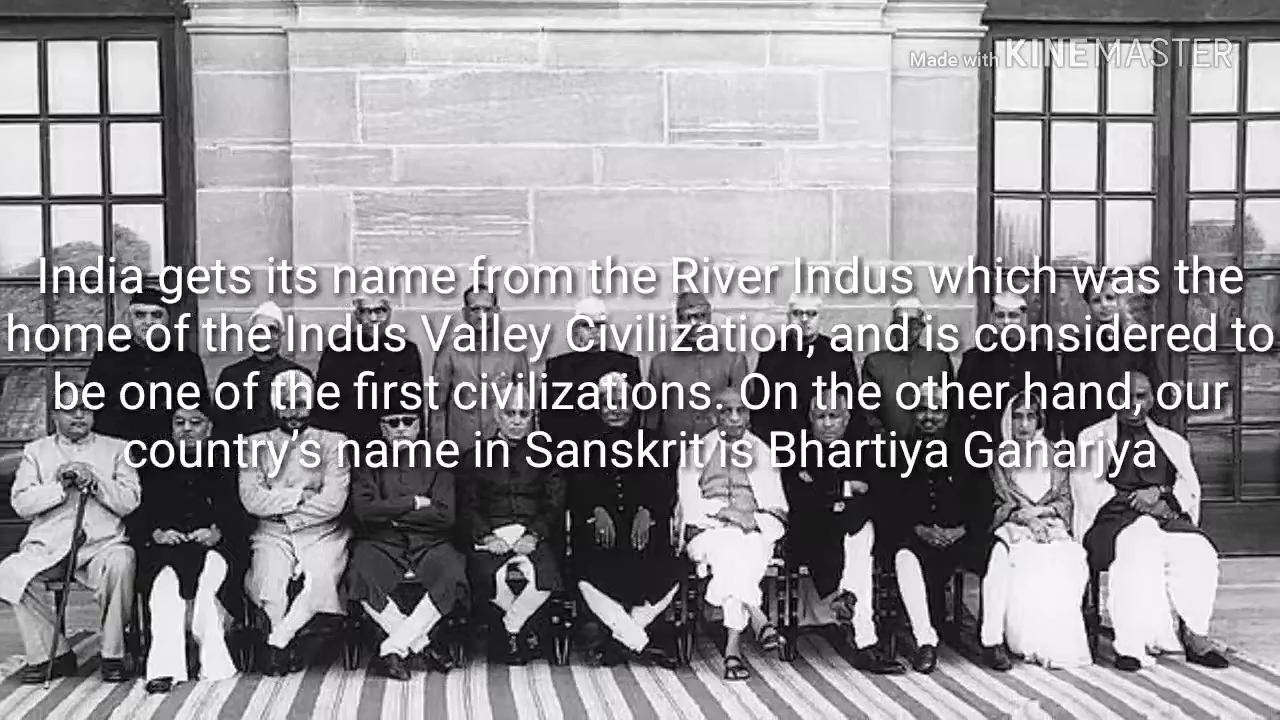 Made with KINEMASTER
India gets its name from the River Indus which was the
home of the Indus Valley Civilization, and is considered to
be one of the first civilizations. On the other hand, our
country’s name in Sanskrit is Bhartiya Ganarjya